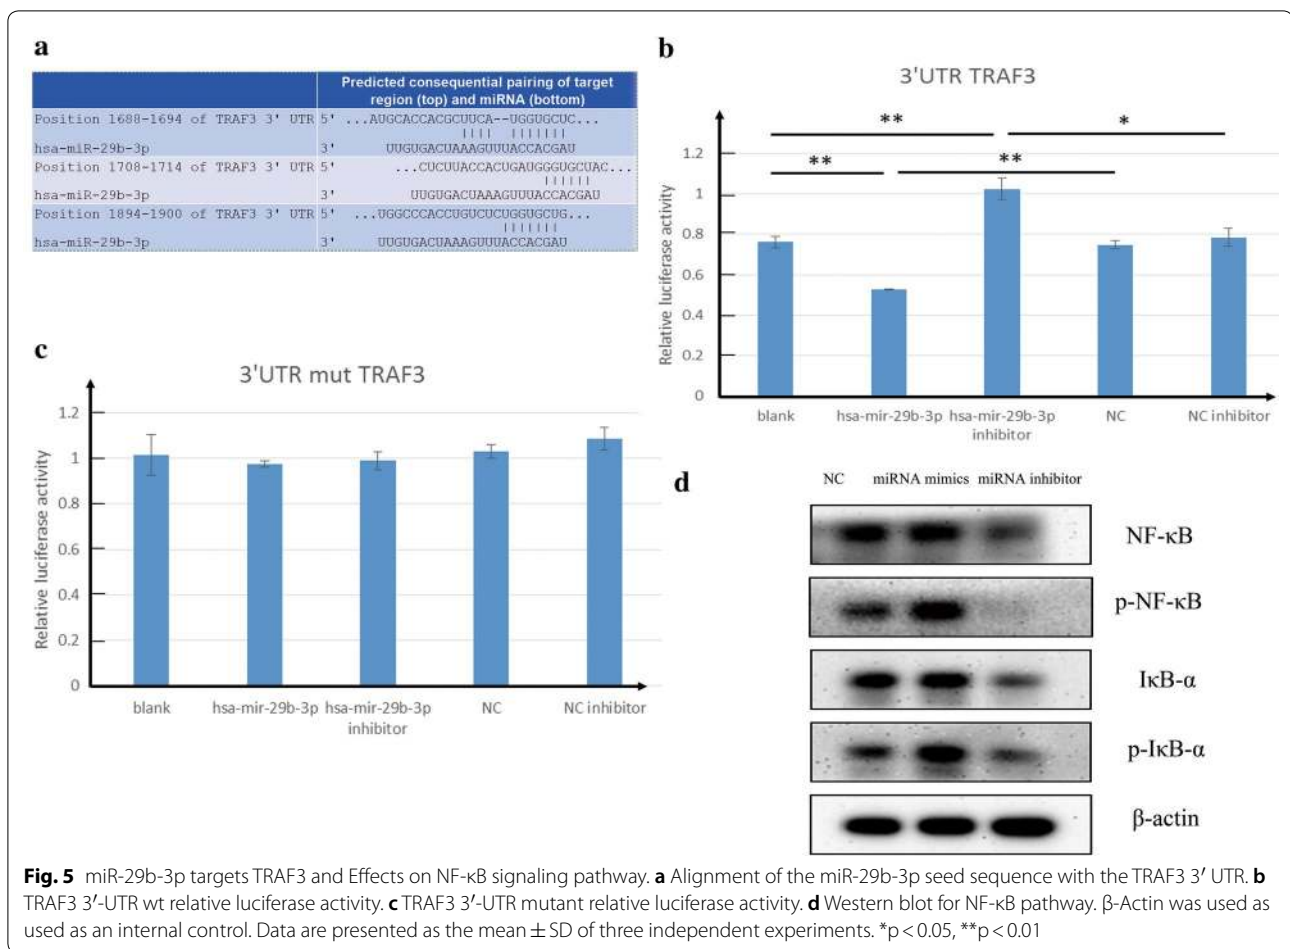 a
Predicted consequential pairing of target
region (top) and miRNA (bottom)
Position 1688-1694 of TRAF3 3' UTR 5' ...AUGCACCACGCUUCA--UGGUGCUC...
hsa-miR-29b-3p 3' UUGUGACUAAAGUUUACCACGAU
Position 1708-1714 of TRAF3 3' UTR 5' ...CUCUUACCACUGAUGGGUGCUAC...
hsa-miR-29b-3p 3' UUGUGACUAAAGUUUACCACGAU
Position 1894-1900 of TRAF3 3' UTR 5' ...UGGCCCACCUGUCUCUGGUGCUG...
hsa-miR-29b-3p 3' UUGUGACUAAAGUUUACCACGAU
b
3'UTR TRAF3
** *
** **
Relative luciferase activity
1.2
1
0.8
0.6
0.4
0.2
0
blank hsa-mir-29b-3p hsa-mir-29b-3p inhibitor NC NC inhibitor
c
3'UTR mut TRAF3
Relative luciferase activity
1.2
1
0.8
0.6
0.4
0.2
0
blank hsa-mir-29b-3p hsa-mir-29b-3p inhibitor NC NC inhibitor
d
NC miRNA mimics miRNA inhibitor
NF-κB
p-NF-κB
IκB-α
p-IκB-α
β-actin
Fig. 5 miR-29b-3p targets TRAF3 and Effects on NF-κB signaling pathway. a Alignment of the miR-29b-3p seed sequence with the TRAF3 3′ UTR. b
TRAF3 3′-UTR wt relative luciferase activity. c TRAF3 3′-UTR mutant relative luciferase activity. d Western blot for NF-κB pathway. β-Actin was used as
used as an internal control. Data are presented as the mean ± SD of three independent experiments. *p < 0.05, **p < 0.01